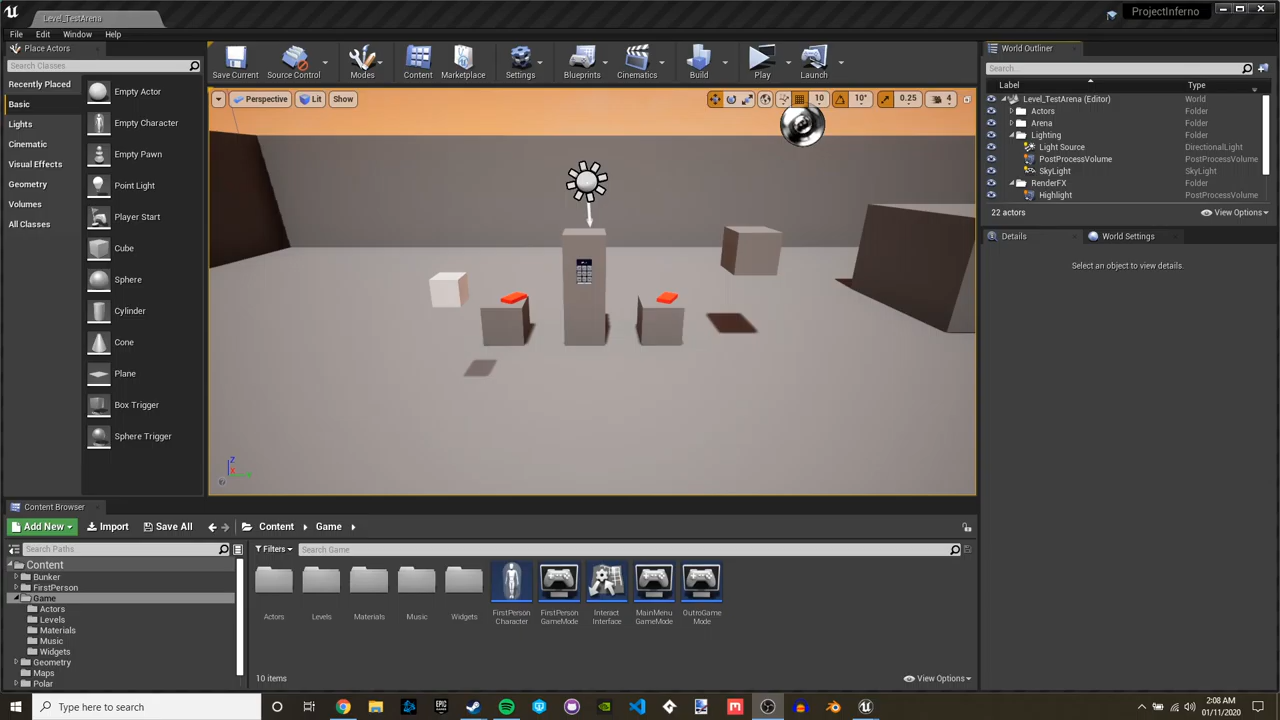 Level_TestArena
ProjectInferno
File Edit Window Help
Place Actors
Search Classes
Recently Placed
Basic
Lights
Cinematic
Visual Effects
Geometry
Volumes
All Classes
Empty Actor
Empty Character
Empty Pawn
Point Light
Player Start
Cube
Sphere
Cylinder
Cone
Plane
Box Trigger
Sphere Trigger
Save Current
Source Control
Modes
Content
Marketplace
Settings
Blueprints
Cinematics
Build
Play
Launch
Perspective
Lit
Show
10
10°
0.25
4
Z
X
World Outliner
Search...
Label Type
Level_TestArena (Editor) World
Actors Folder
Arena Folder
Lighting Folder
Light Source DirectionalLight
PostProcessVolume PostProcessVolume
SkyLight SkyLight
RenderFX Folder
Highlight PostProcessVolume
22 actors
View Options
Details
World Settings
Select an object to view details.
Content Browser
Add New
Import
Save All
Content
Game
Search Paths
Filters
Search Game
Content
Bunker
FirstPerson
Game
Actors
Levels
Materials
Music
Widgets
Geometry
Maps
Polar
Actors
Levels
Materials
Music
Widgets
FirstPerson
Character
FirstPerson
GameMode
Interact
Interface
MainMenu
GameMode
OutroGame
Mode
10 items
View Options
Type here to search
2:08 AM
01/11/2020